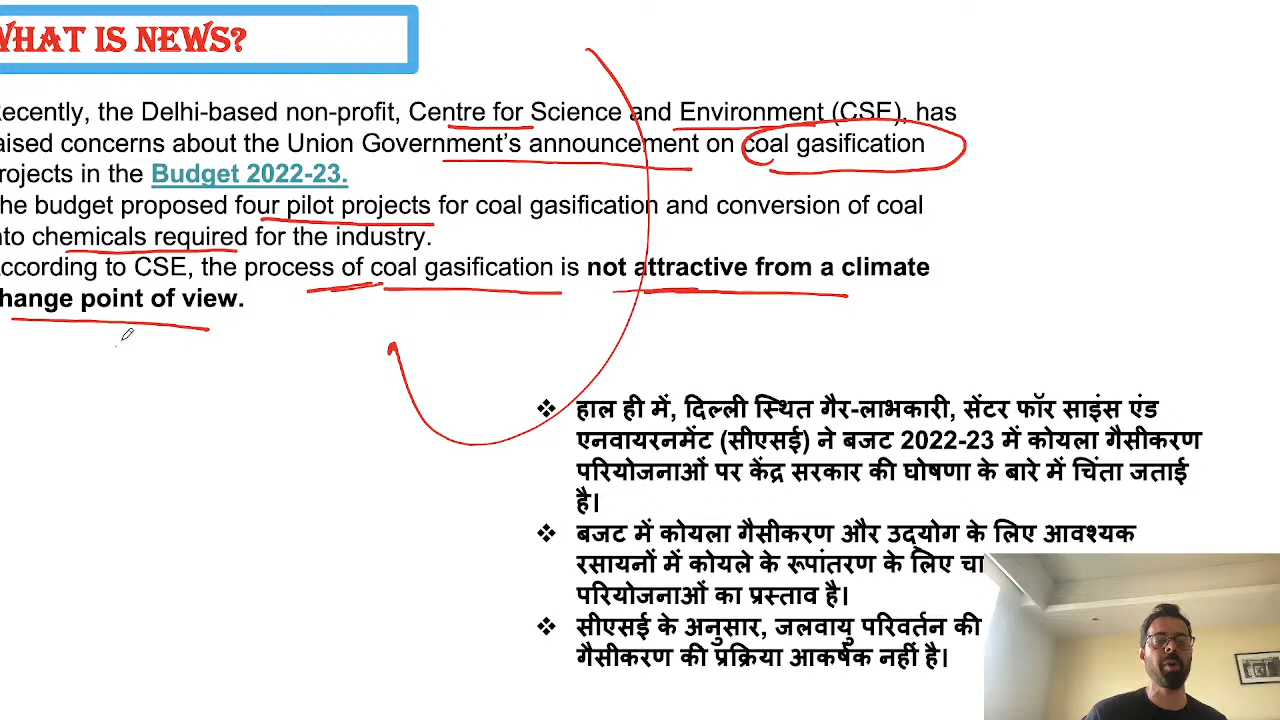 WHAT IS NEWS?
ecently, the Delhi-based non-profit, Centre for Science and Environment (CSE), has
aised concerns about the Union Government's announcement on coal gasification
rojects in the Budget 2022-23.
he budget proposed four pilot projects for coal gasification and conversion of coal
nto chemicals required for the industry.
ccording to CSE, the process of coal gasification is not attractive from a climate
hange point of view.
❖ हाल ही में, दिल्ली स्थित गैर-लाभकारी, सेंटर फॉर साइंस एंड
एनवायरनमेंट (सीएसई) ने बजट 2022-23 में कोयला गैसीकरण
परियोजनाओं पर केंद्र सरकार की घोषणा के बारे में चिंता जताई
है।
❖ बजट में कोयला गैसीकरण और उद्योग के लिए आवश्यक
रसायनों में कोयले के रूपांतरण के लिए चा
परियोजनाओं का प्रस्ताव है।
❖ सीएसई के अनुसार, जलवायु परिवर्तन की
गैसीकरण की प्रक्रिया आकर्षक नहीं है।